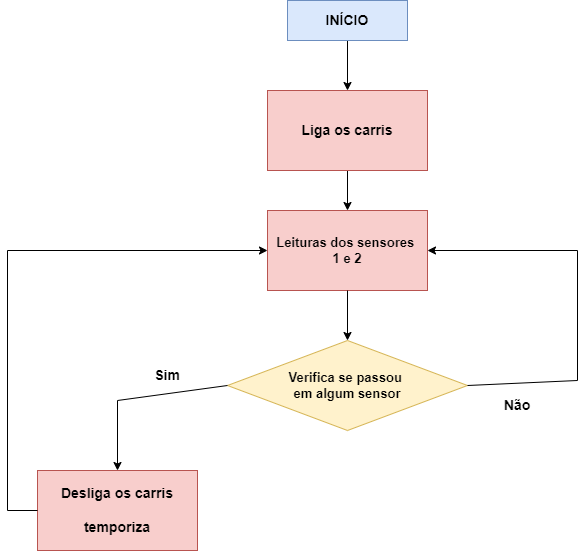 INÍCIO
Liga os carris
Leituras dos sensores
1 e 2
Verifica se passou
em algum sensor
Sim
Não
Desliga os carris
temporiza